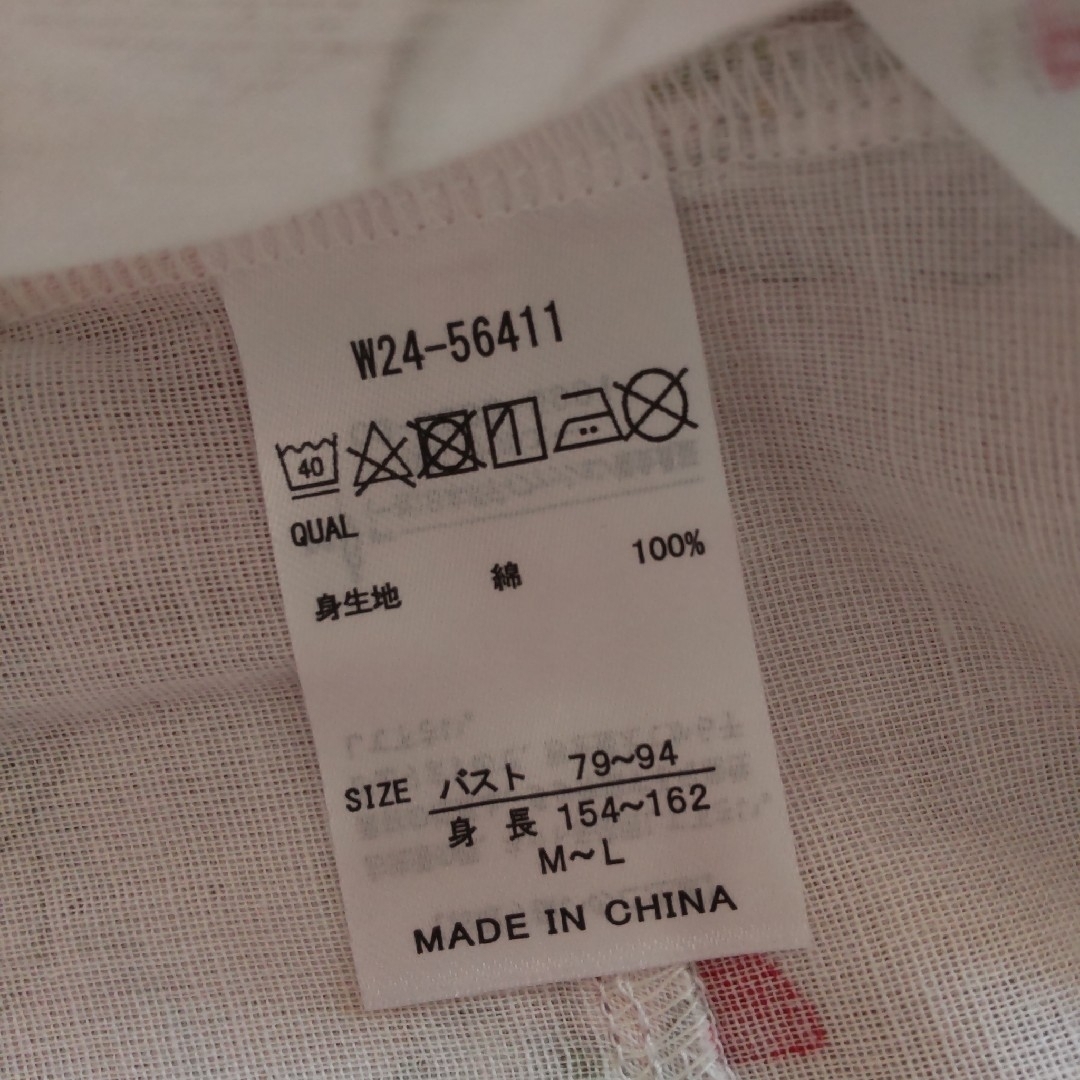 W24-56411
40
QUAL
身生地 綿 100%
SIZE バスト 79~94
身長 154~162
M~L
MADE IN CHINA